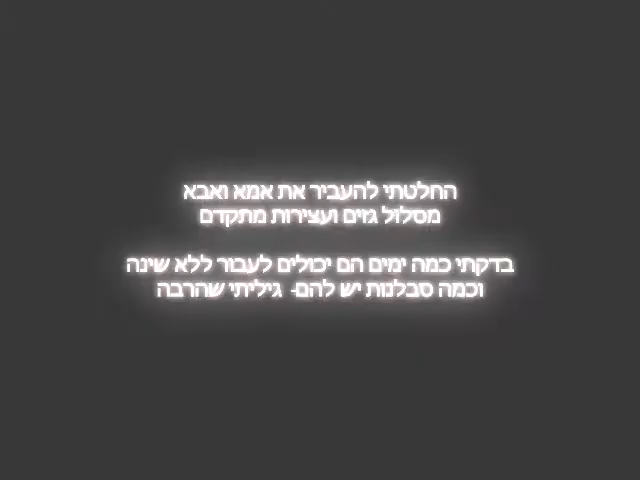 החלטתי להעביר את אמא ואבא
מסלול גזים ועצירות מתקדם
בדקתי כמה ימים הם יכולים לעבור ללא שינה
וכמה סבלנות יש להם- גיליתי שהרבה